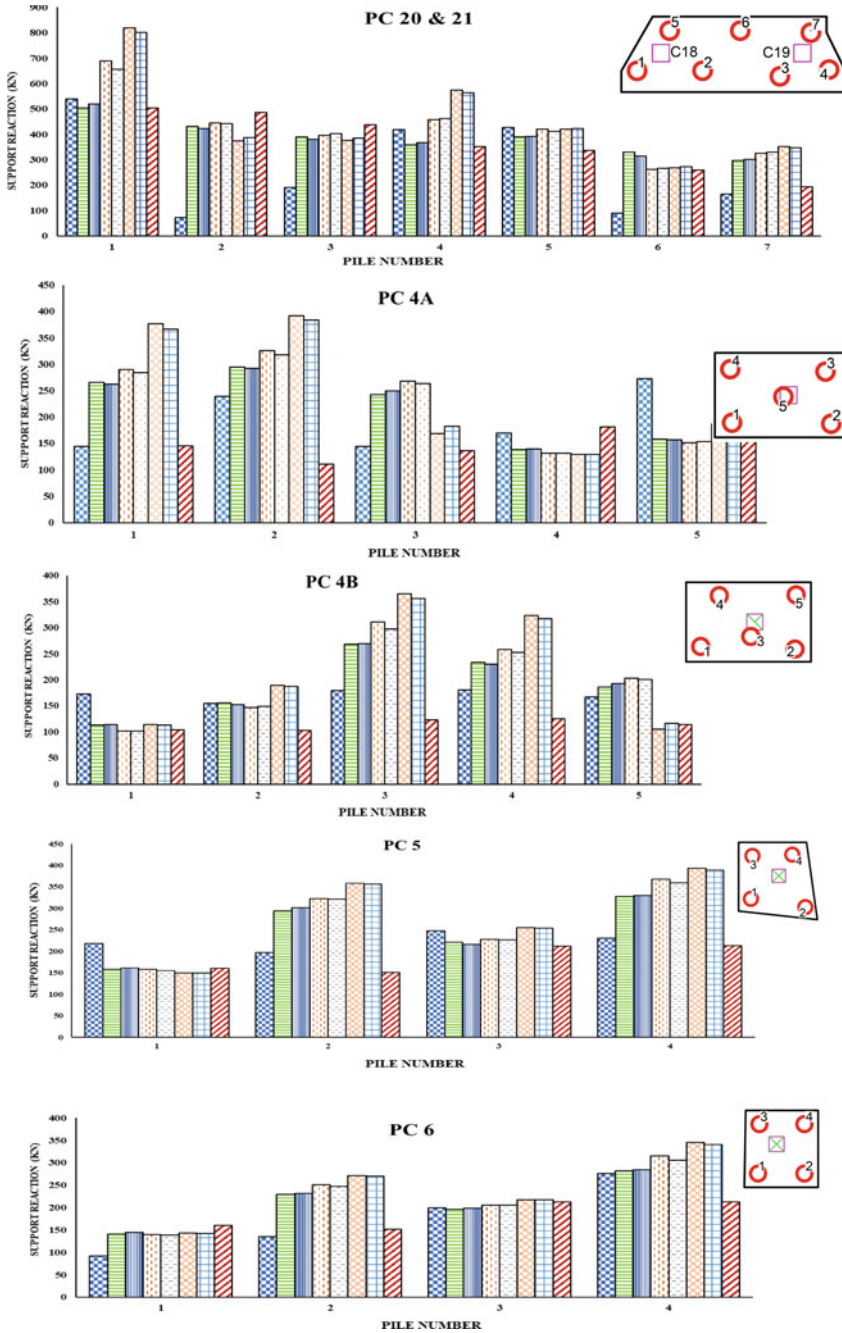 PC 20 & 21
SUPPORT REACTION (KN)
900
800
700
600
500
400
300
200
100
0
1 2 3 4 5 6 7
PILE NUMBER
5 6 7
C18 C19
1 2 3 4
PC 4A
SUPPORT REACTION (KN)
450
400
350
300
250
200
150
100
50
0
1 2 3 4 5
PILE NUMBER
4 3
5
1 2
PC 4B
SUPPORT REACTION (KN)
400
350
300
250
200
150
100
50
0
1 2 3 4 5
PILE NUMBER
4 5
3
1 2
PC 5
SUPPORT REACTION (KN)
450
400
350
300
250
200
150
100
50
0
1 2 3 4
PILE NUMBER
3 4
1
2
PC 6
SUPPORT REACTION (KN)
400
350
300
250
200
150
100
50
0
1 2 3 4
PILE NUMBER
3 4
1 2